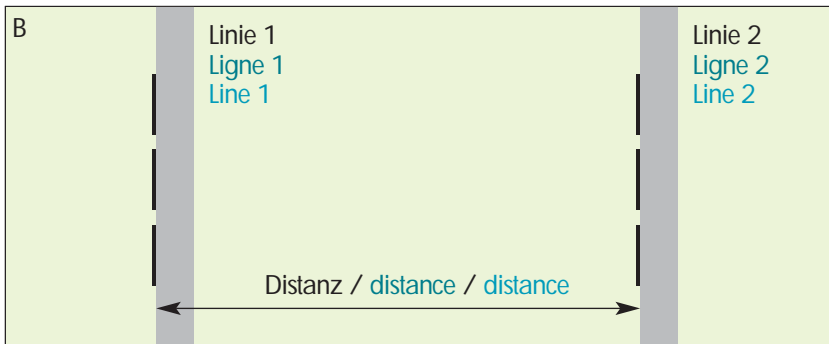 B
Linie 1
Ligne 1
Line 1
Linie 2
Ligne 2
Line 2
Distanz / distance / distance